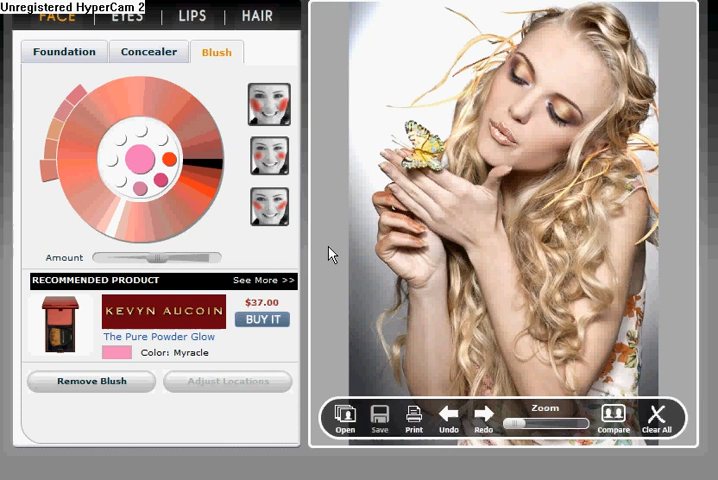 Unregistered HyperCam 2
FACE | EYES | LIPS | HAIR
Foundation Concealer Blush
Amount
RECOMMENDED PRODUCT See More >>
KEVYN AUCOIN
$37.00
BUY IT
The Pure Powder Glow
Color: Myracle
Remove Blush Adjust Locations
Zoom
Open Save Print Undo Redo Compare Clear All